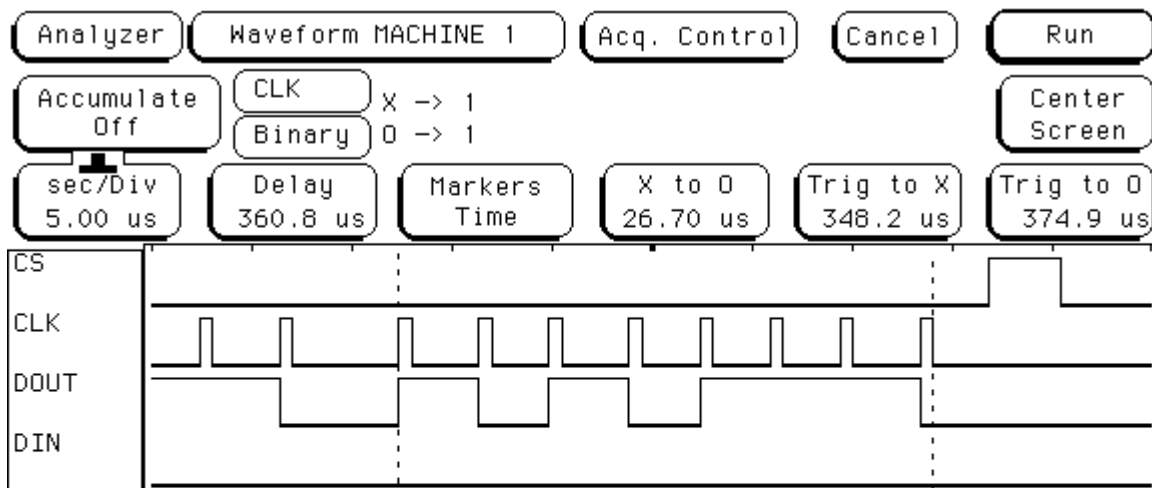 Analyzer Waveform MACHINE 1 Acq. Control Cancel Run
Accumulate Off
CLK X -> 1
Binary O -> 1
Center Screen
sec/Div 5.00 us
Delay 360.8 us
Markers Time
X to O 26.70 us
Trig to X 348.2 us
Trig to O 374.9 us
CS
CLK
DOUT
DIN